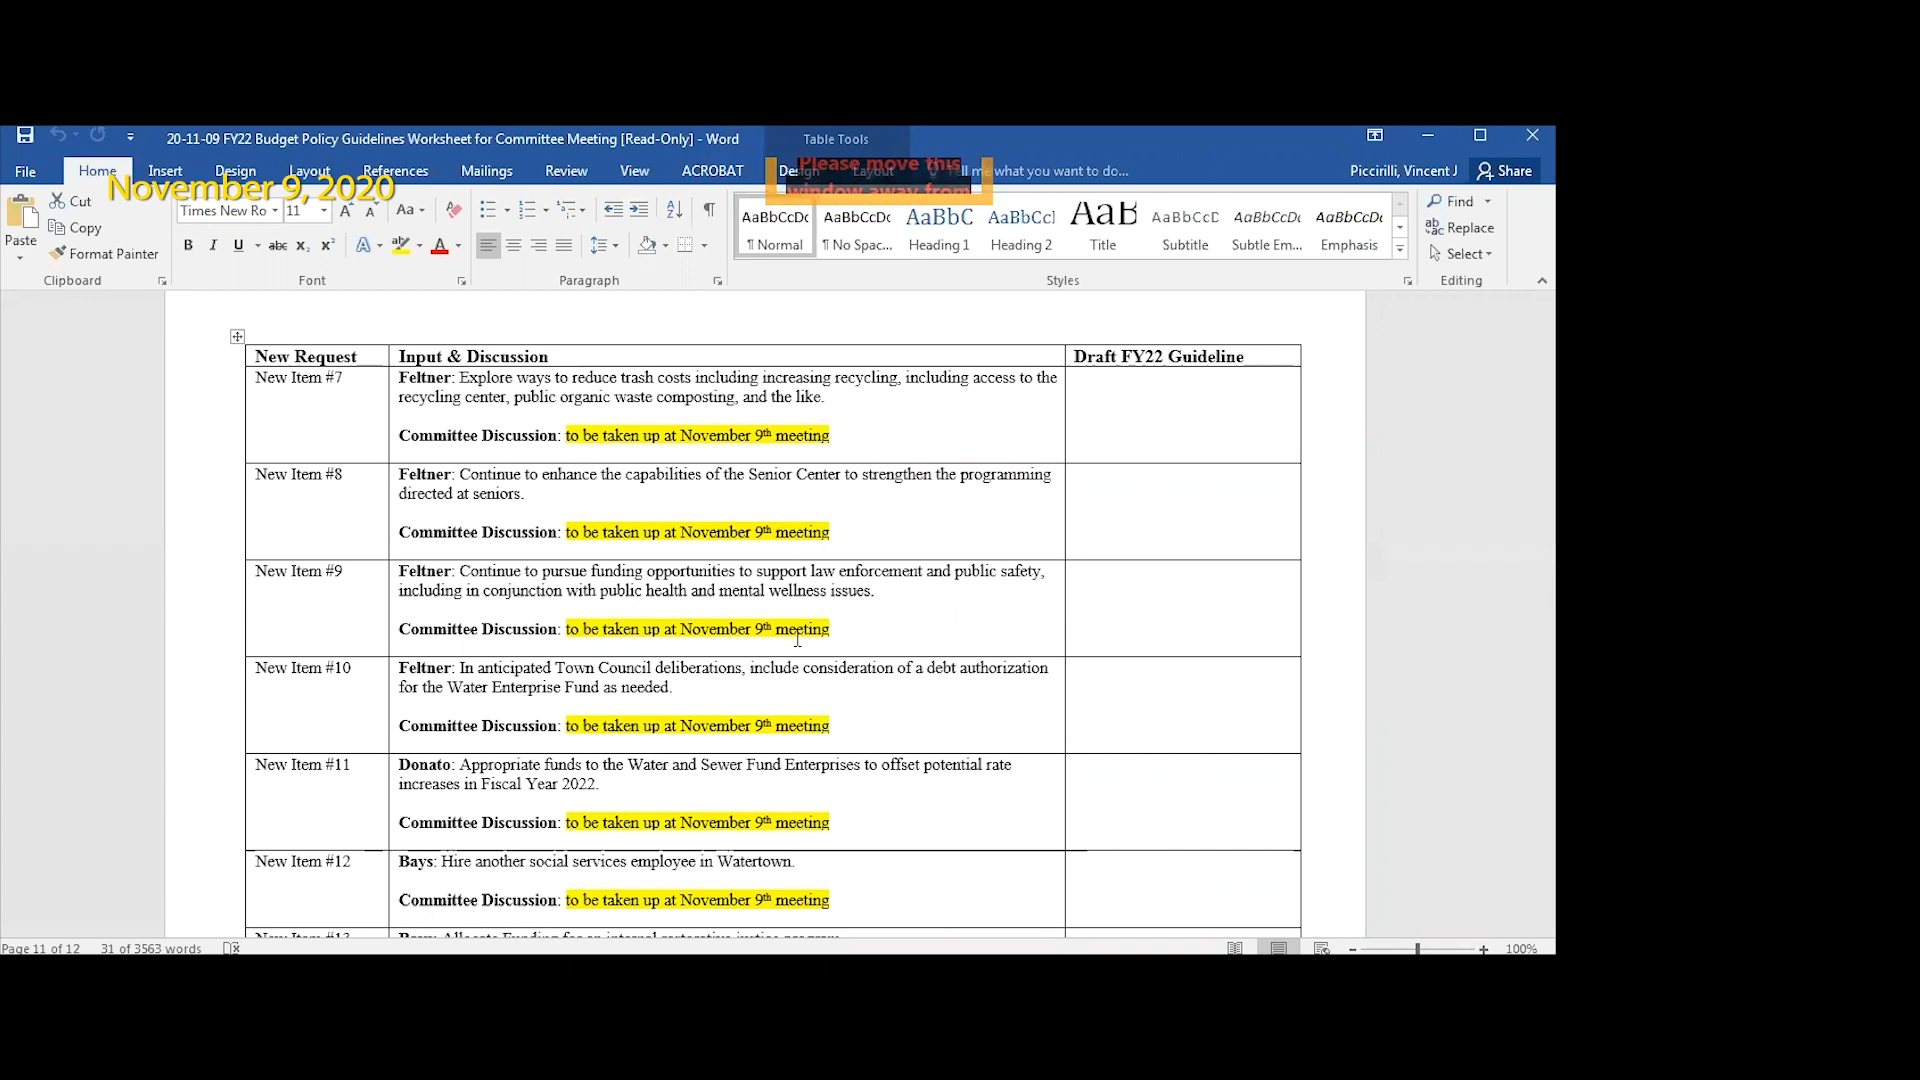 20-11-09 FY22 Budget Policy Guidelines Worksheet for Committee Meeting [Read-Only] - Word
Table Tools
File Home Insert Design Layout References Mailings Review View ACROBAT Design Layout Tell me what you want to do... Piccirilli, Vincent J Share
Please move this
window away from
November 9, 2020
Paste
Cut
Copy
Format Painter
Clipboard
Times New Ro 11
Font
Paragraph
AaBbCcDc AaBbCcDc AaBbC AaBbCcl AaB AaBbCcD AaBbCcDc AaBbCcDc
¶ Normal ¶ No Spac... Heading 1 Heading 2 Title Subtitle Subtle Em... Emphasis
Styles
Find
Replace
Select
Editing
New Request Input & Discussion Draft FY22 Guideline
New Item #7 Feltner: Explore ways to reduce trash costs including increasing recycling, including access to the
recycling center, public organic waste composting, and the like.
Committee Discussion: to be taken up at November 9th meeting
New Item #8 Feltner: Continue to enhance the capabilities of the Senior Center to strengthen the programming
directed at seniors.
Committee Discussion: to be taken up at November 9th meeting
New Item #9 Feltner: Continue to pursue funding opportunities to support law enforcement and public safety,
including in conjunction with public health and mental wellness issues.
Committee Discussion: to be taken up at November 9th meeting
New Item #10 Feltner: In anticipated Town Council deliberations, include consideration of a debt authorization
for the Water Enterprise Fund as needed.
Committee Discussion: to be taken up at November 9th meeting
New Item #11 Donato: Appropriate funds to the Water and Sewer Fund Enterprises to offset potential rate
increases in Fiscal Year 2022.
Committee Discussion: to be taken up at November 9th meeting
New Item #12 Bays: Hire another social services employee in Watertown.
Committee Discussion: to be taken up at November 9th meeting
New Item #13 Bays: Allocate Funding for an internal restorative justice program
Page 11 of 12 31 of 3563 words 100%